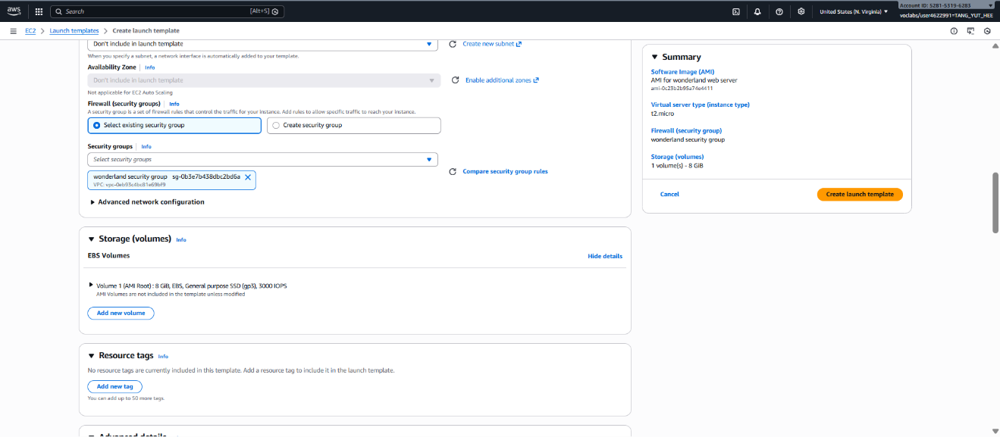 aws
Search [Alt+S]
United States (N. Virginia)
Account ID: 5281-5319-6283
voclabs/user4622991=TANG_YUT_HEE
EC2 > Launch templates > Create launch template
Don't include in launch template
Create new subnet
When you specify a subnet, a network interface is automatically added to your template.
Availability Zone Info
Don't include in launch template
Enable additional zones
Not applicable for EC2 Auto Scaling
Firewall (security groups) Info
A security group is a set of firewall rules that control the traffic for your instance. Add rules to allow specific traffic to reach your instance.
Select existing security group
Create security group
Security groups Info
Select security groups
wonderland security group sg-0b3e7b438dbc2bd6a
VPC: vpc-0eb93c4bc81e69bf9
Compare security group rules
Advanced network configuration
Storage (volumes) Info
EBS Volumes
Hide details
Volume 1 (AMI Root) : 8 GiB, EBS, General purpose SSD (gp3), 3000 IOPS
AMI Volumes are not included in the template unless modified
Add new volume
Resource tags Info
No resource tags are currently included in this template. Add a resource tag to include it in the launch template.
Add new tag
You can add up to 50 more tags.
Advanced details
Summary
Software Image (AMI)
AMI for wonderland web server
ami-0c23b2b95a74e4411
Virtual server type (instance type)
t2.micro
Firewall (security group)
wonderland security group
Storage (volumes)
1 volume(s) - 8 GiB
Cancel
Create launch template